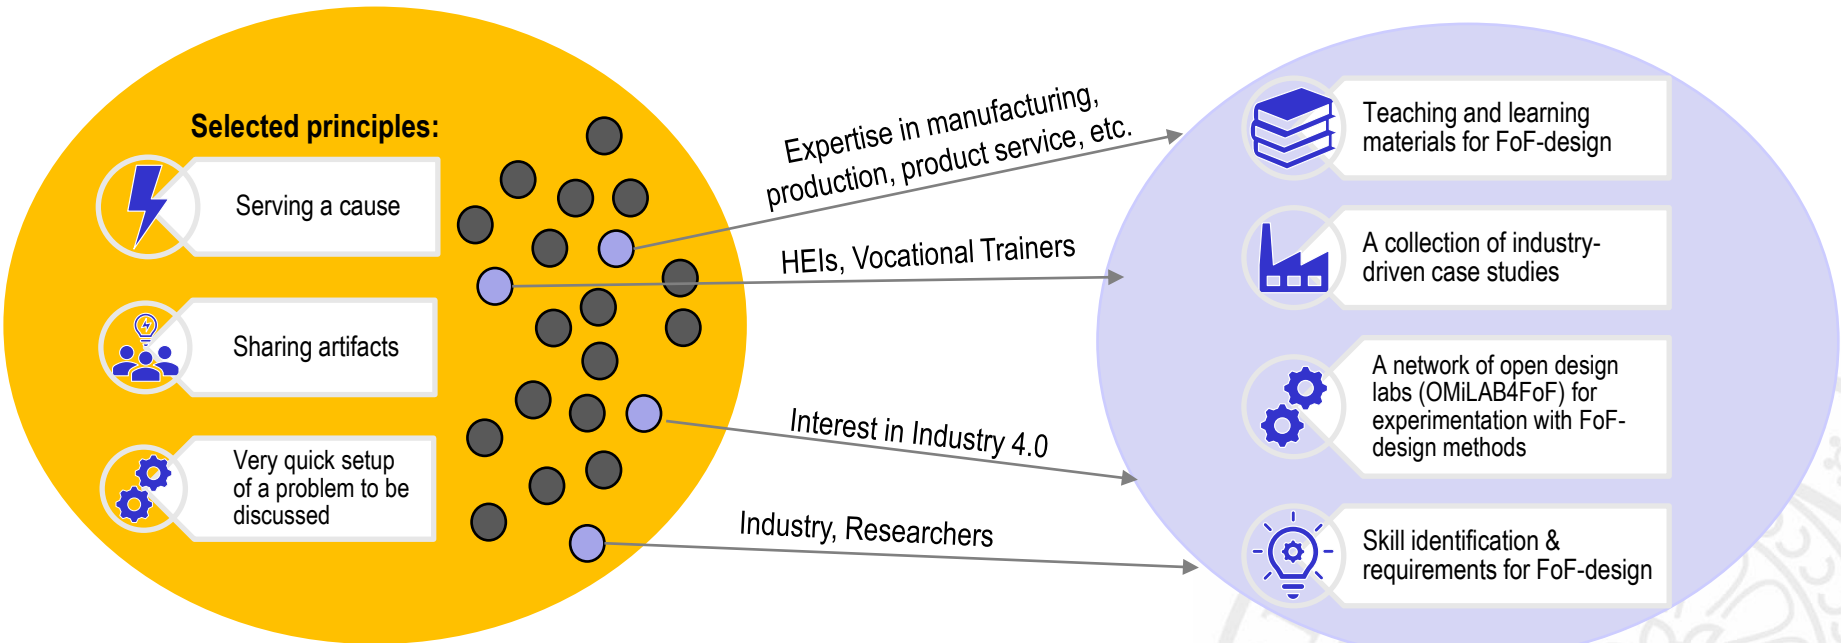 Selected principles:
Serving a cause
Sharing artifacts
Very quick setup
of a problem to be
discussed
Expertise in manufacturing,
production, product service, etc.
HEIs, Vocational Trainers
Interest in Industry 4.0
Industry, Researchers
Teaching and learning
materials for FoF-design
A collection of industry-
driven case studies
A network of open design
labs (OMiLAB4FoF) for
experimentation with FoF-
design methods
Skill identification &
requirements for FoF-design